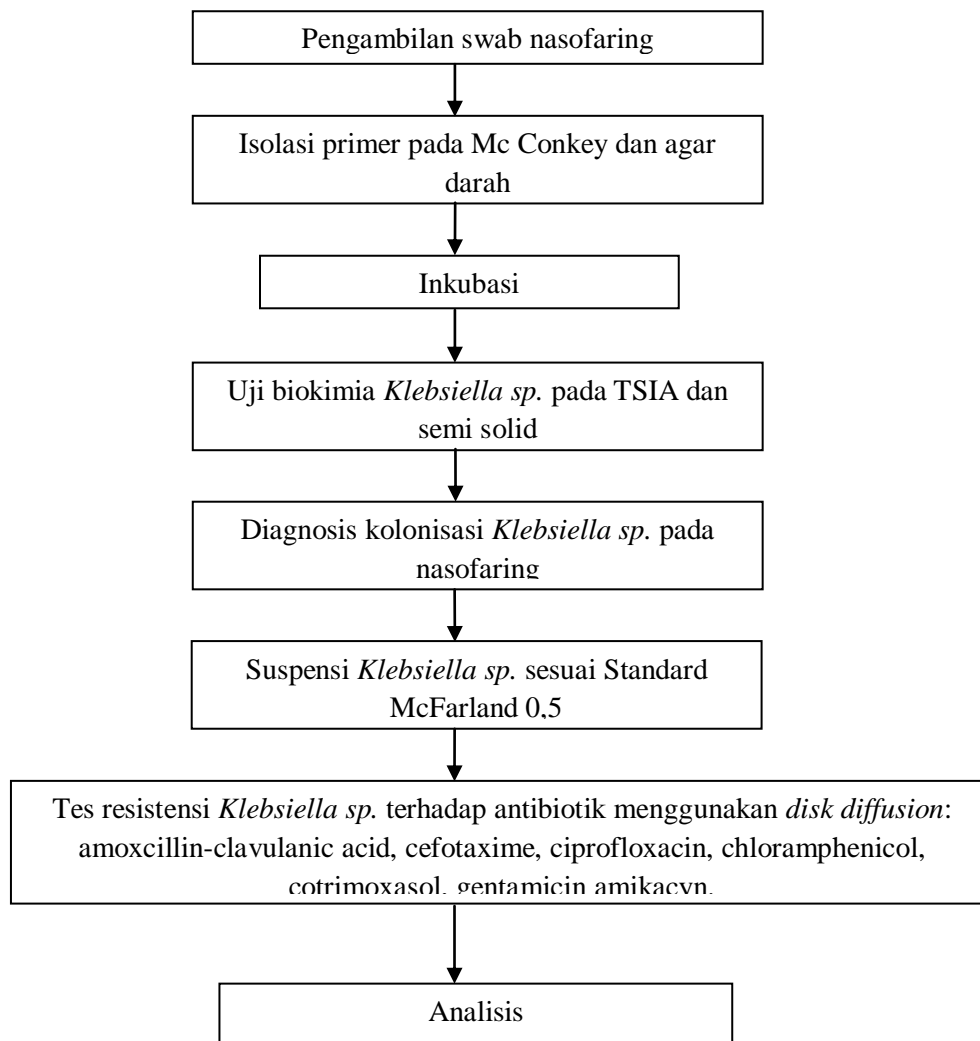 Pengambilan swab nasofaring
Isolasi primer pada Mc Conkey dan agar
darah
Inkubasi
Uji biokimia Klebsiella sp. pada TSIA dan
semi solid
Diagnosis kolonisasi Klebsiella sp. pada
nasofaring
Suspensi Klebsiella sp. sesuai Standard
McFarland 0,5
Tes resistensi Klebsiella sp. terhadap antibiotik menggunakan disk diffusion:
amoxcillin-clavulanic acid, cefotaxime, ciprofloxacin, chloramphenicol,
cotrimoxasol, gentamicin amikacyn.
Analisis